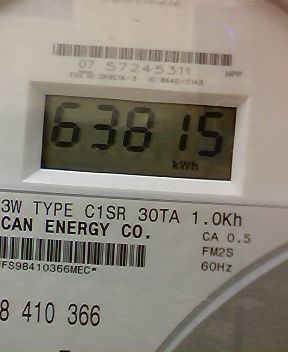 07 57245311 HPP
63815
kWh
3W TYPE C1SR 30TA 1.0Kh
CAN ENERGY CO.
CA 0.5
FM2S
60Hz
FS98410366MEC*
8 410 366